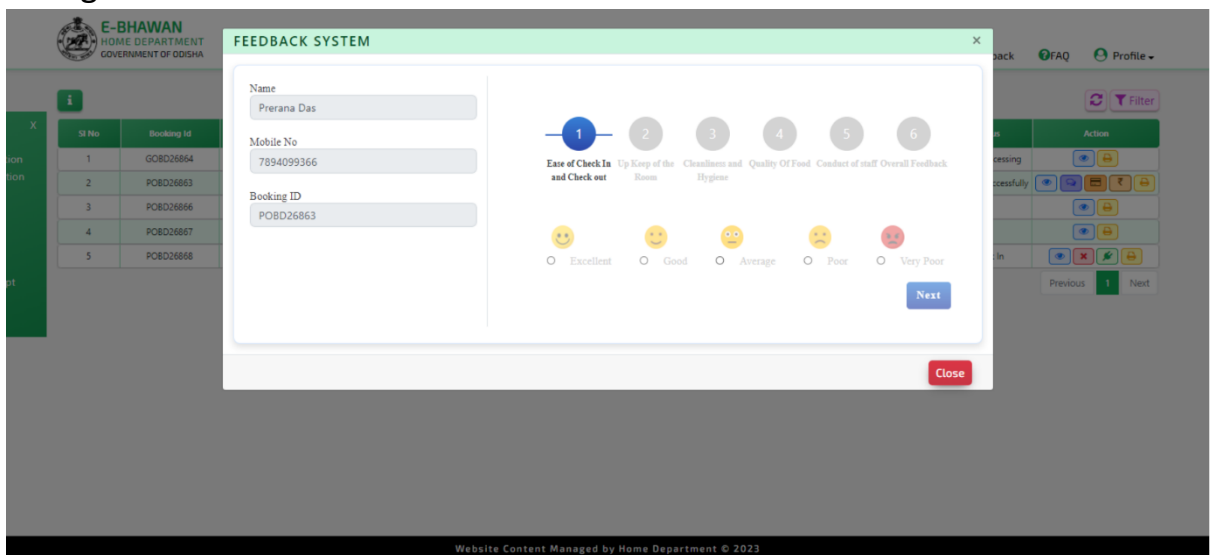 E-BHAWAN
HOME DEPARTMENT
GOVERNMENT OF ODISHA
FAQ
Profile
FEEDBACK SYSTEM
×
Name
Prerana Das
Mobile No
7894099366
Booking ID
POBD26863
1 2 3 4 5 6
Ease of Check In and Check out
Up Keep of the Room
Cleanliness and Hygiene
Quality Of Food
Conduct of staff
Overall Feedback
Excellent Good Average Poor Very Poor
Next
Close
i
Filter
X
Sl No Booking Id Action
1 GOBD26864
2 POBD26863
3 POBD26866
4 POBD26867
5 POBD26868
Previous 1 Next
Website Content Managed by Home Department © 2023